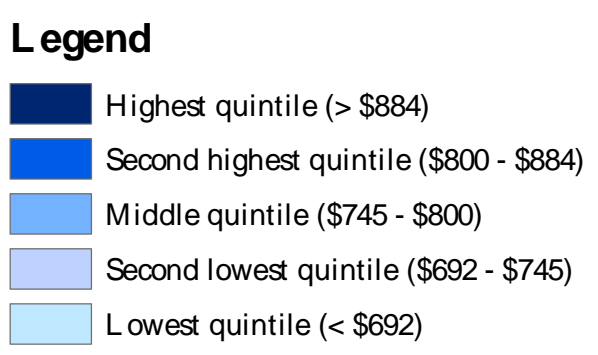 Legend
Highest quintile (> $884)
Second highest quintile ($800 - $884)
Middle quintile ($745 - $800)
Second lowest quintile ($692 - $745)
Lowest quintile (< $692)